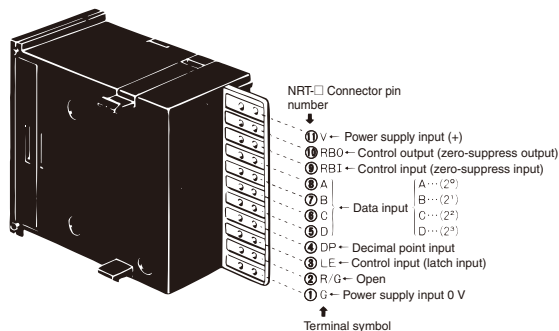 NRT-□ Connector pin
number
⑪ V ← Power supply input (+)
⑩ RBO ← Control output (zero-suppress output)
⑨ RBI ← Control input (zero-suppress input)
⑧ A A⋯(2⁰)
⑦ B B⋯(2¹)
← Data input
⑥ C C⋯(2²)
⑤ D D⋯(2³)
④ DP ← Decimal point input
③ LE ← Control input (latch input)
② R/G ← Open
① G ← Power supply input 0 V
Terminal symbol